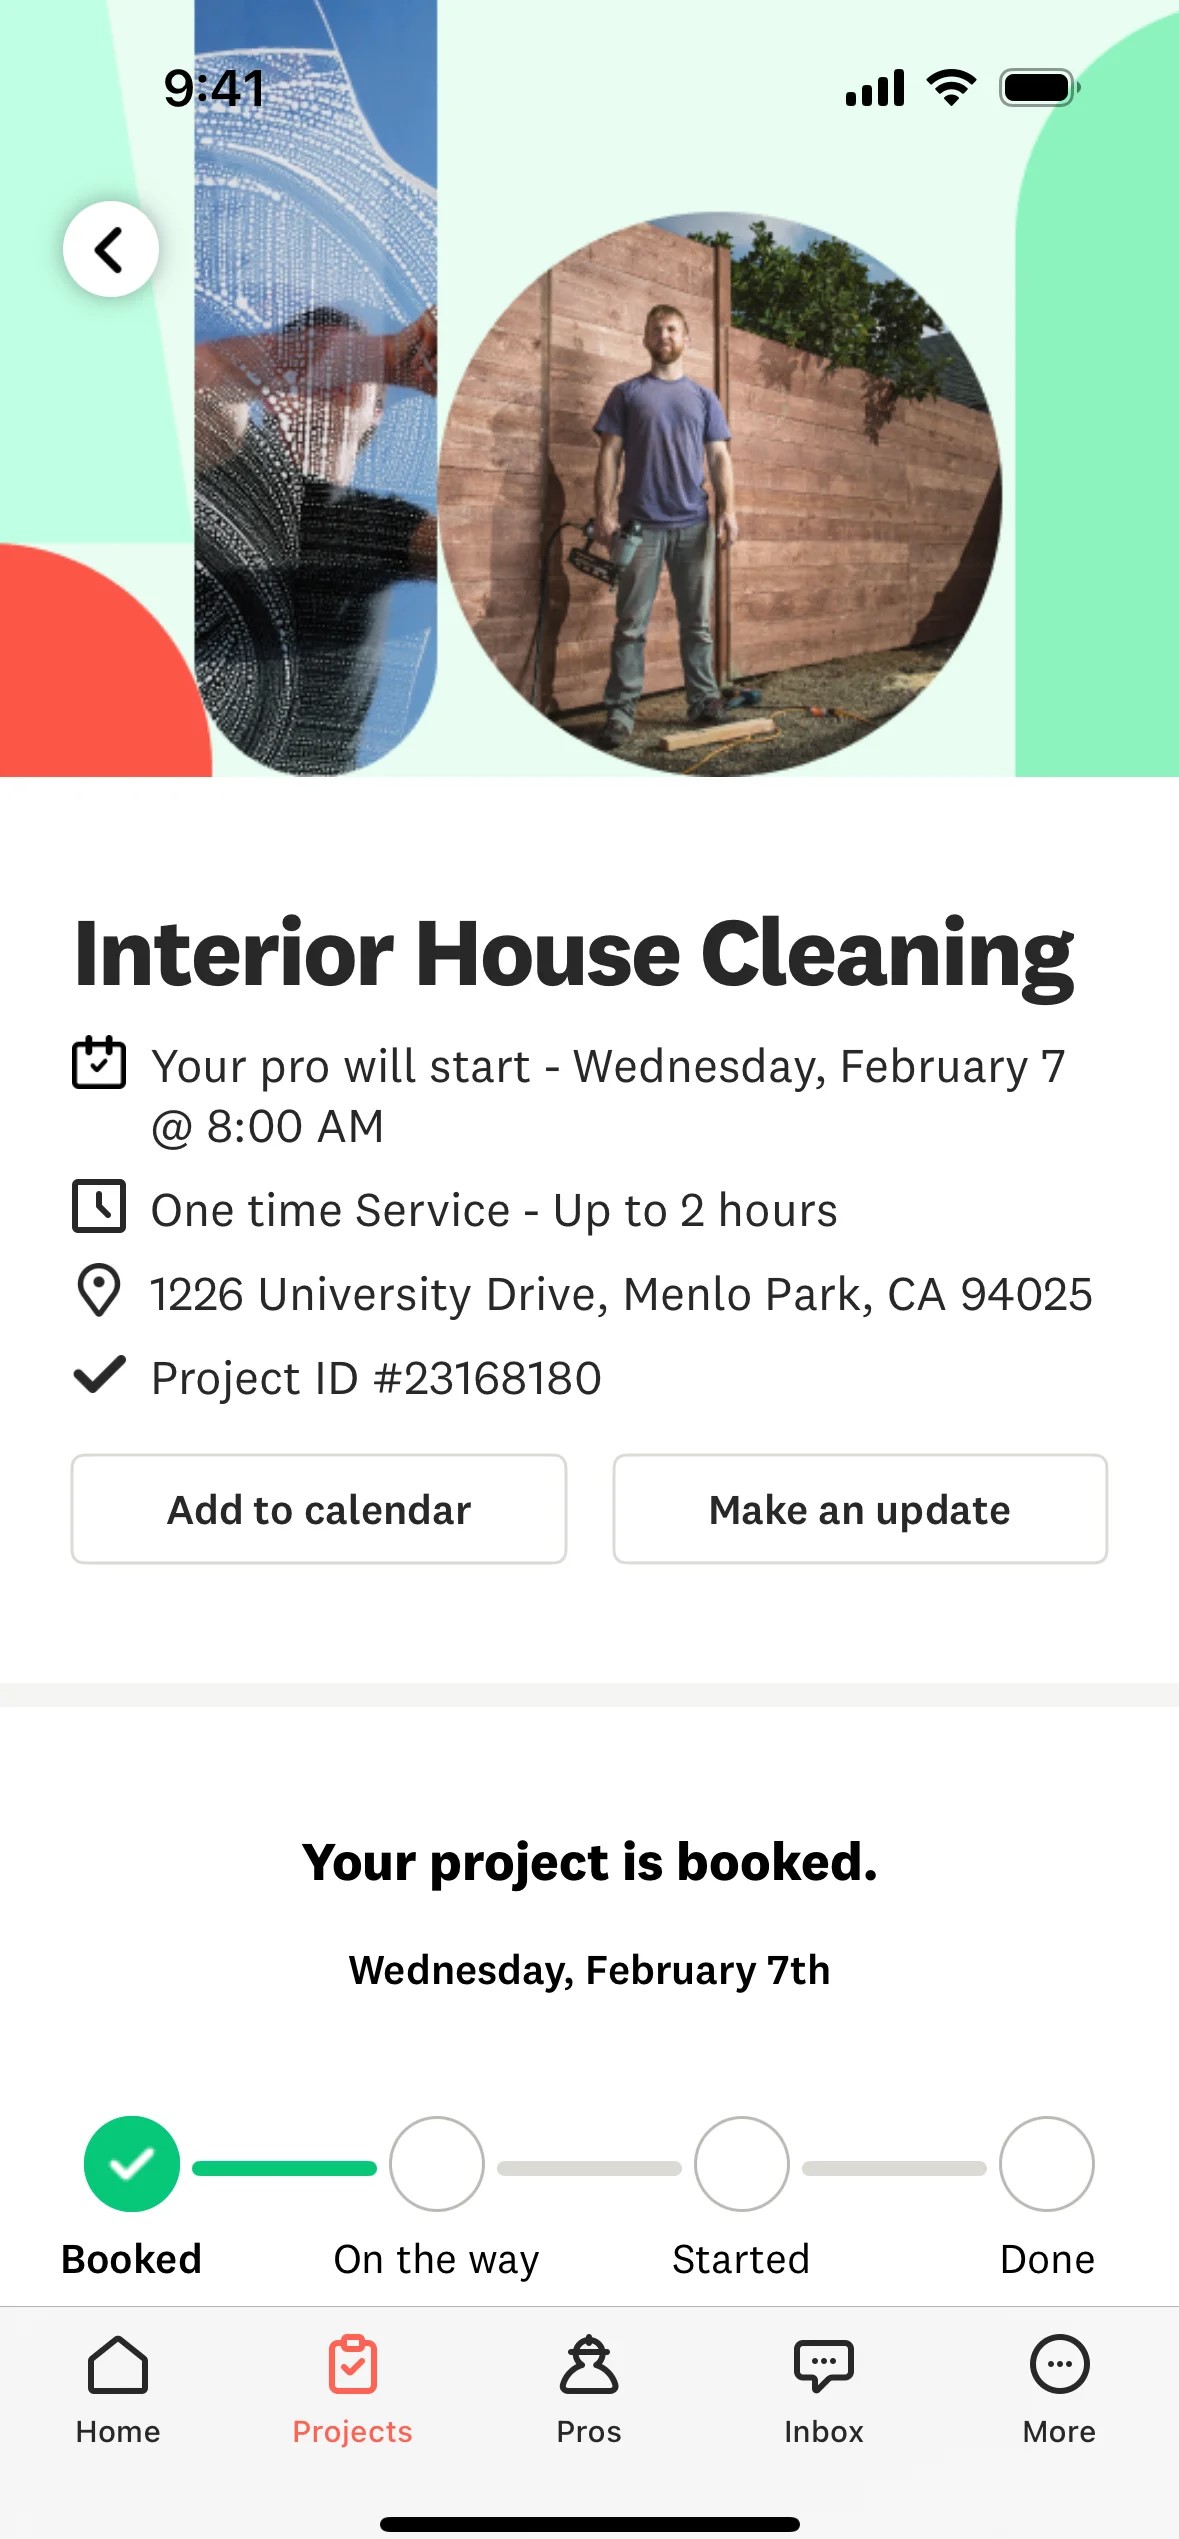 9:41
Interior House Cleaning
Your pro will start - Wednesday, February 7
@ 8:00 AM
One time Service - Up to 2 hours
1226 University Drive, Menlo Park, CA 94025
Project ID #23168180
Add to calendar
Make an update
Your project is booked.
Wednesday, February 7th
Booked
On the way
Started
Done
Home
Projects
Pros
Inbox
More